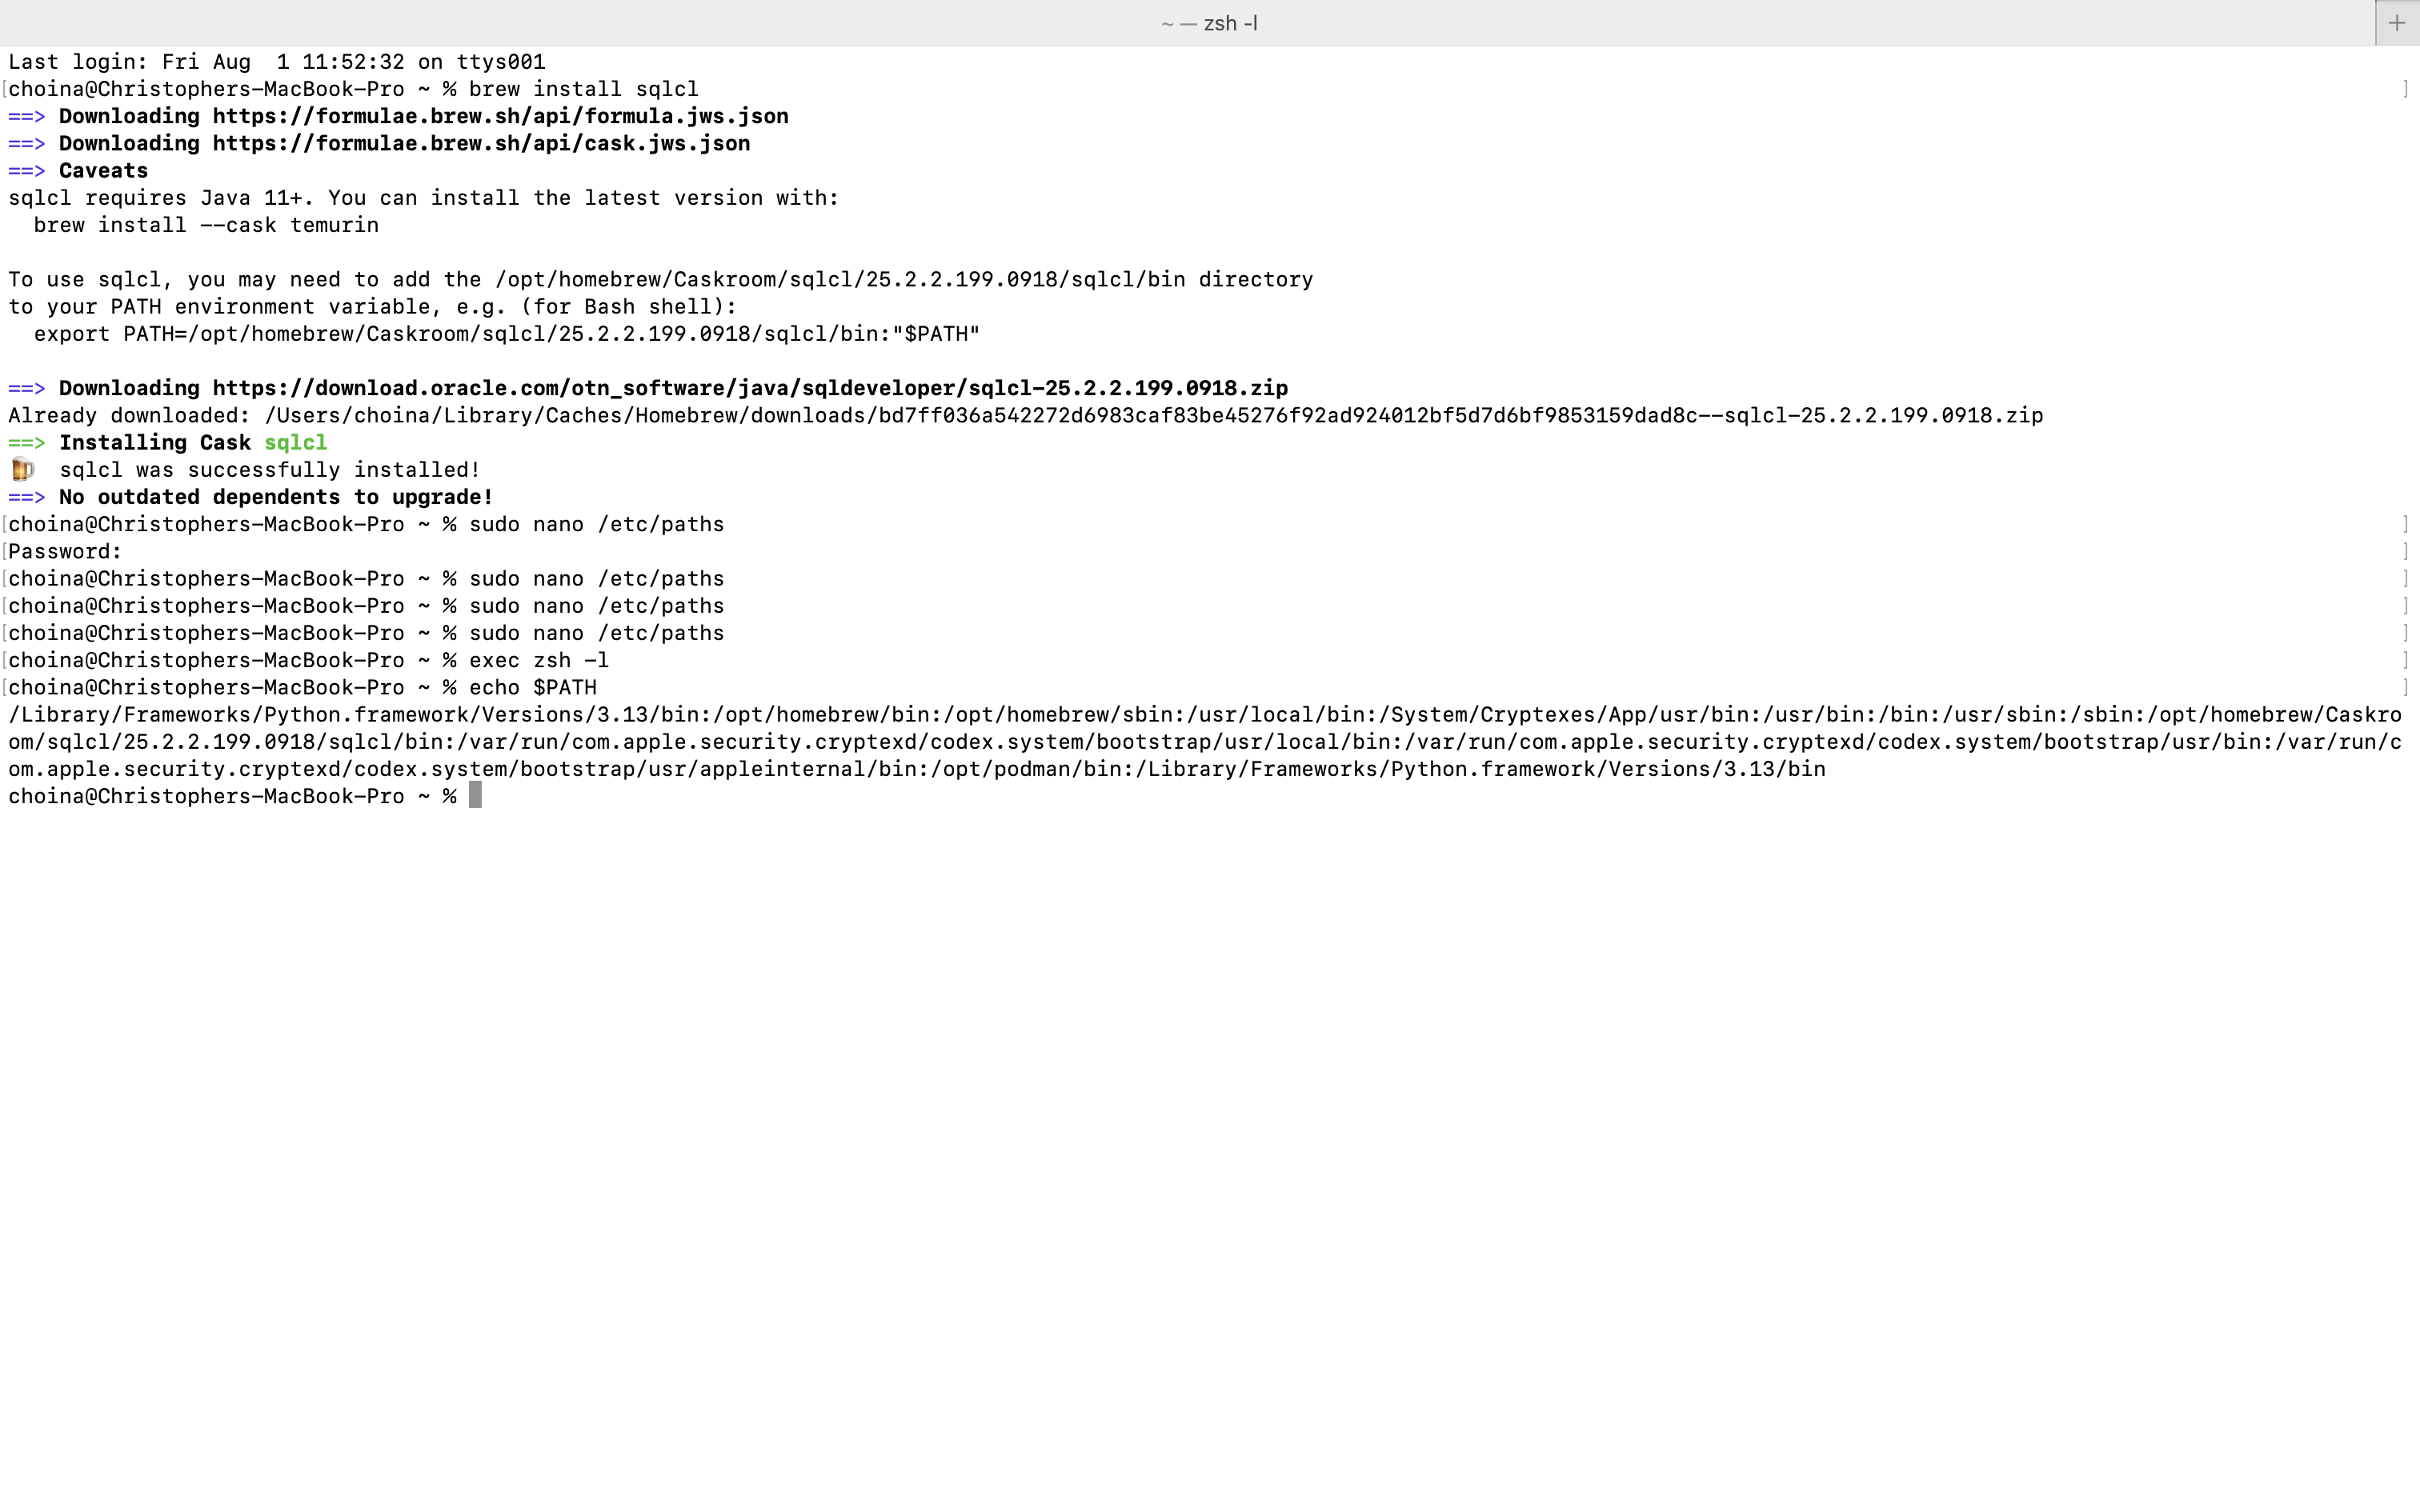 ~ — zsh -l
+
Last login: Fri Aug  1 11:52:32 on ttys001
[choina@Christophers-MacBook-Pro ~ % brew install sqlcl ]
==> Downloading https://formulae.brew.sh/api/formula.jws.json
==> Downloading https://formulae.brew.sh/api/cask.jws.json
==> Caveats
sqlcl requires Java 11+. You can install the latest version with:
  brew install --cask temurin
To use sqlcl, you may need to add the /opt/homebrew/Caskroom/sqlcl/25.2.2.199.0918/sqlcl/bin directory
to your PATH environment variable, e.g. (for Bash shell):
  export PATH=/opt/homebrew/Caskroom/sqlcl/25.2.2.199.0918/sqlcl/bin:"$PATH"
==> Downloading https://download.oracle.com/otn_software/java/sqldeveloper/sqlcl-25.2.2.199.0918.zip
Already downloaded: /Users/choina/Library/Caches/Homebrew/downloads/bd7ff036a542272d6983caf83be45276f92ad924012bf5d7d6bf9853159dad8c--sqlcl-25.2.2.199.0918.zip
==> Installing Cask sqlcl
🍺  sqlcl was successfully installed!
==> No outdated dependents to upgrade!
[choina@Christophers-MacBook-Pro ~ % sudo nano /etc/paths ]
[Password: ]
[choina@Christophers-MacBook-Pro ~ % sudo nano /etc/paths ]
[choina@Christophers-MacBook-Pro ~ % sudo nano /etc/paths ]
[choina@Christophers-MacBook-Pro ~ % sudo nano /etc/paths ]
[choina@Christophers-MacBook-Pro ~ % exec zsh -l ]
[choina@Christophers-MacBook-Pro ~ % echo $PATH ]
/Library/Frameworks/Python.framework/Versions/3.13/bin:/opt/homebrew/bin:/opt/homebrew/sbin:/usr/local/bin:/System/Cryptexes/App/usr/bin:/usr/bin:/bin:/usr/sbin:/sbin:/opt/homebrew/Caskro
om/sqlcl/25.2.2.199.0918/sqlcl/bin:/var/run/com.apple.security.cryptexd/codex.system/bootstrap/usr/local/bin:/var/run/com.apple.security.cryptexd/codex.system/bootstrap/usr/bin:/var/run/c
om.apple.security.cryptexd/codex.system/bootstrap/usr/appleinternal/bin:/opt/podman/bin:/Library/Frameworks/Python.framework/Versions/3.13/bin
choina@Christophers-MacBook-Pro ~ %